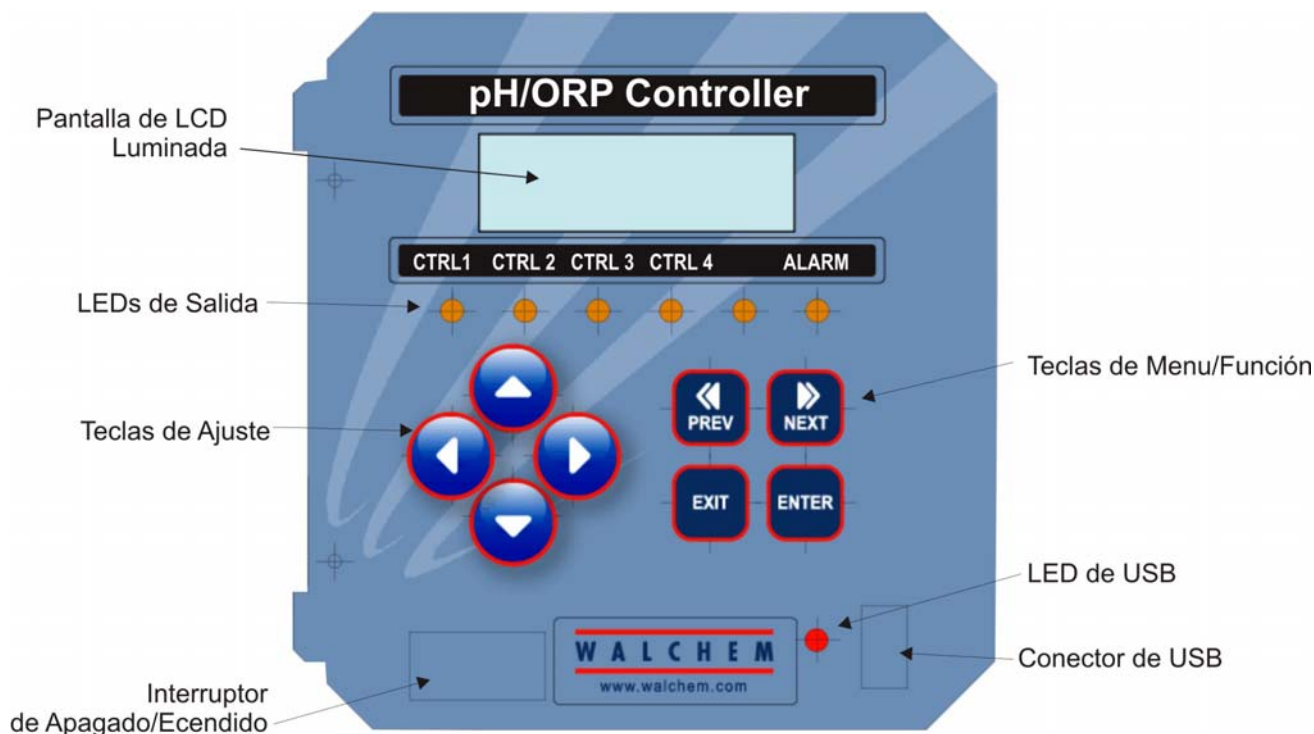 pH/ORP Controller
Pantalla de LCD
Luminada
CTRL1 CTRL 2 CTRL 3 CTRL 4 ALARM
LEDs de Salida
Teclas de Menu/Función
PREV NEXT
Teclas de Ajuste
EXIT ENTER
LED de USB
WALCHEM
www.walchem.com
Conector de USB
Interruptor
de Apagado/Ecendido